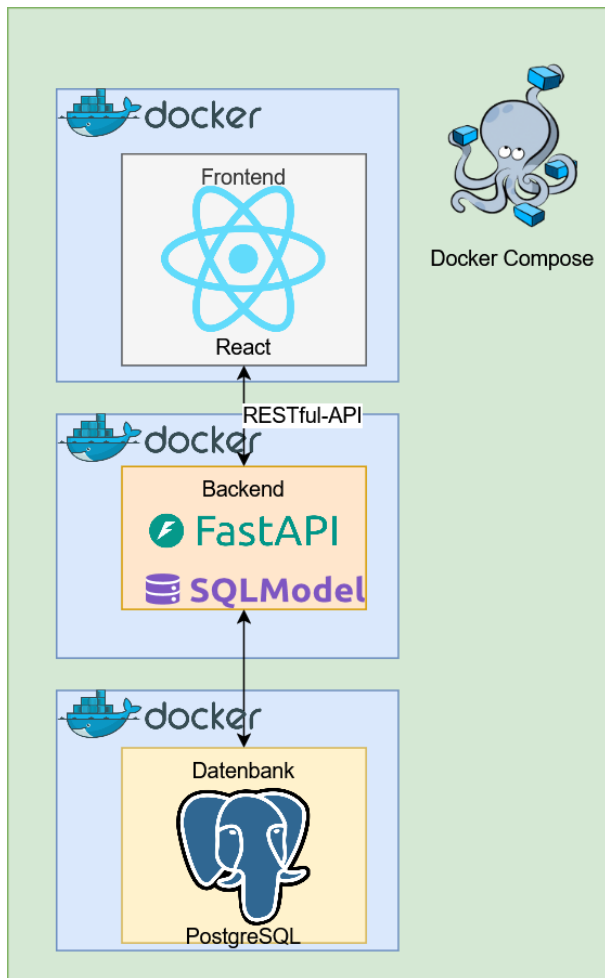 docker
Frontend
React
Docker Compose
RESTful-API
docker
Backend
FastAPI
SQLModel
docker
Datenbank
PostgreSQL